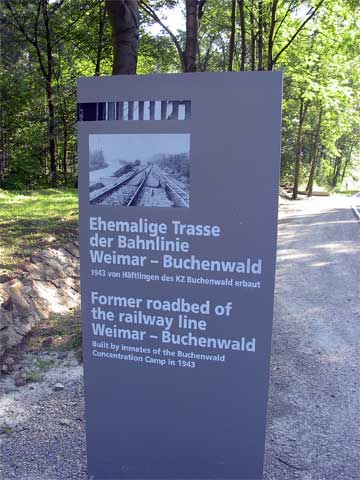 Ehemalige Trasse
der Bahnlinie
Weimar – Buchenwald
1943 von Häftlingen des KZ Buchenwald erbaut
Former roadbed of
the railway line
Weimar – Buchenwald
Built by inmates of the Buchenwald
Concentration Camp in 1943